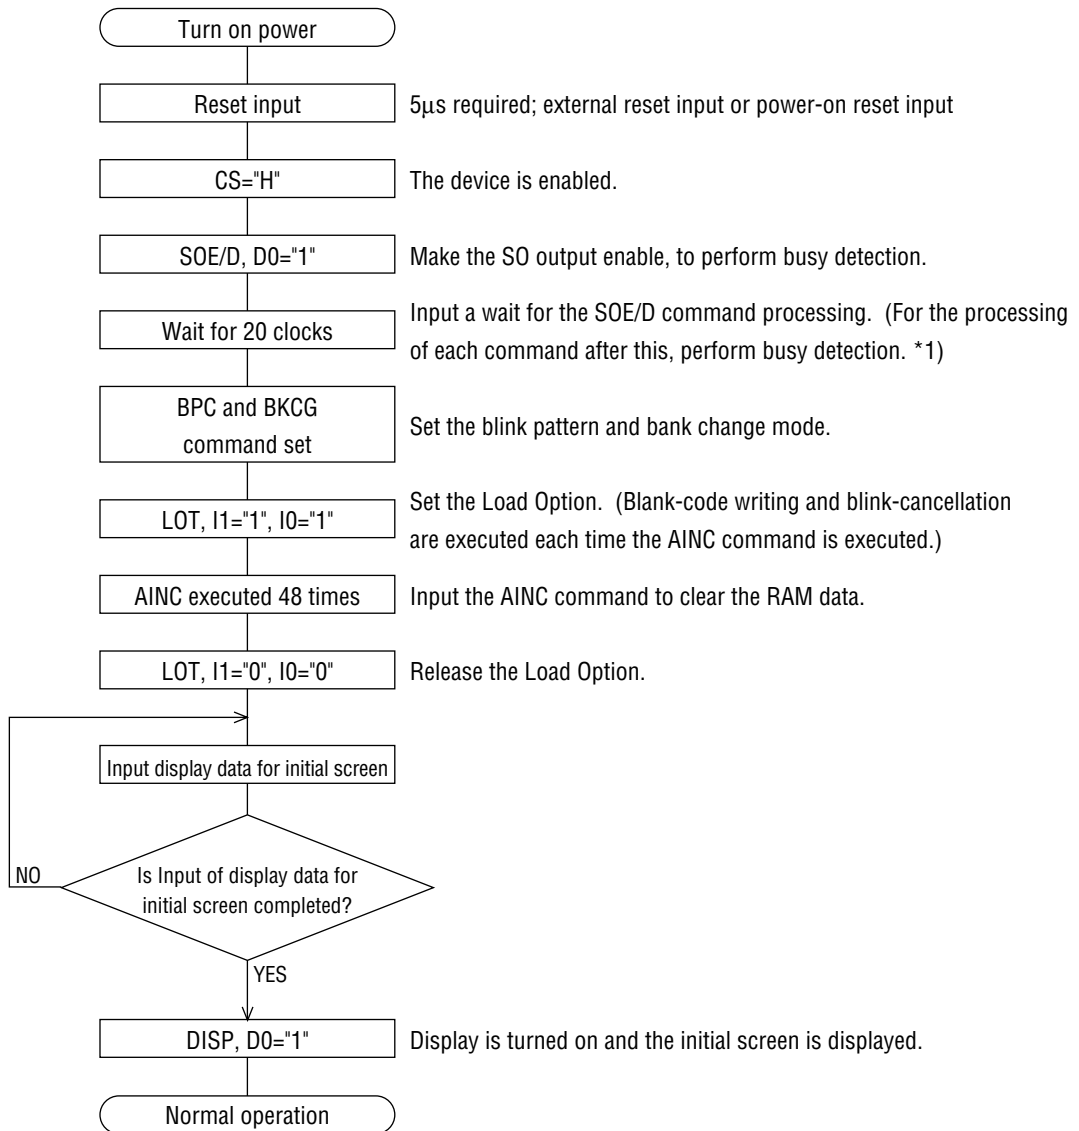 Turn on power
Reset input
5μs required; external reset input or power-on reset input
CS="H"
The device is enabled.
SOE/D, D0="1"
Make the SO output enable, to perform busy detection.
Wait for 20 clocks
Input a wait for the SOE/D command processing.  (For the processing
of each command after this, perform busy detection. *1)
BPC and BKCG
command set
Set the blink pattern and bank change mode.
LOT, I1="1", I0="1"
Set the Load Option.  (Blank-code writing and blink-cancellation
are executed each time the AINC command is executed.)
AINC executed 48 times
Input the AINC command to clear the RAM data.
LOT, I1="0", I0="0"
Release the Load Option.
Input display data for initial screen
NO
Is Input of display data for
initial screen completed?
YES
DISP, D0="1"
Display is turned on and the initial screen is displayed.
Normal operation